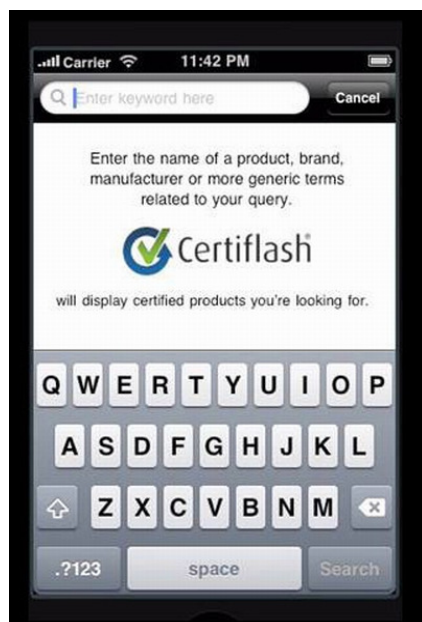 Carrier 11:42 PM
Enter keyword here Cancel
Enter the name of a product, brand,
manufacturer or more generic terms
related to your query.
Certiflash
will display certified products you're looking for.
Q W E R T Y U I O P
A S D F G H J K L
Z X C V B N M
.?123 space Search